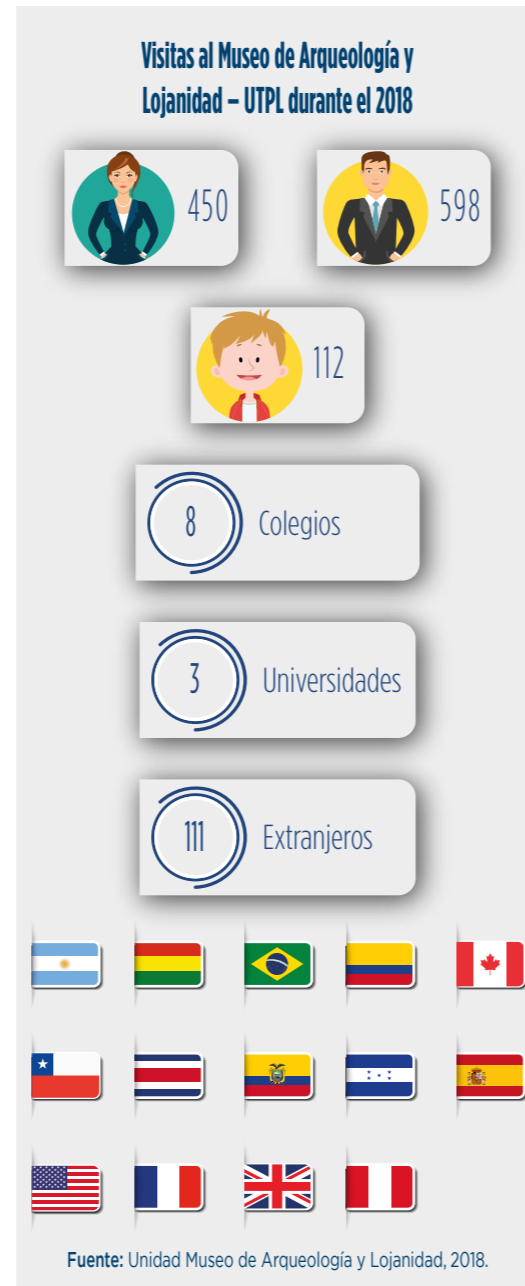 Visitas al Museo de Arqueología y
Lojanidad – UTPL durante el 2018
450
598
112
8 Colegios
3 Universidades
111 Extranjeros
Fuente: Unidad Museo de Arqueología y Lojanidad, 2018.